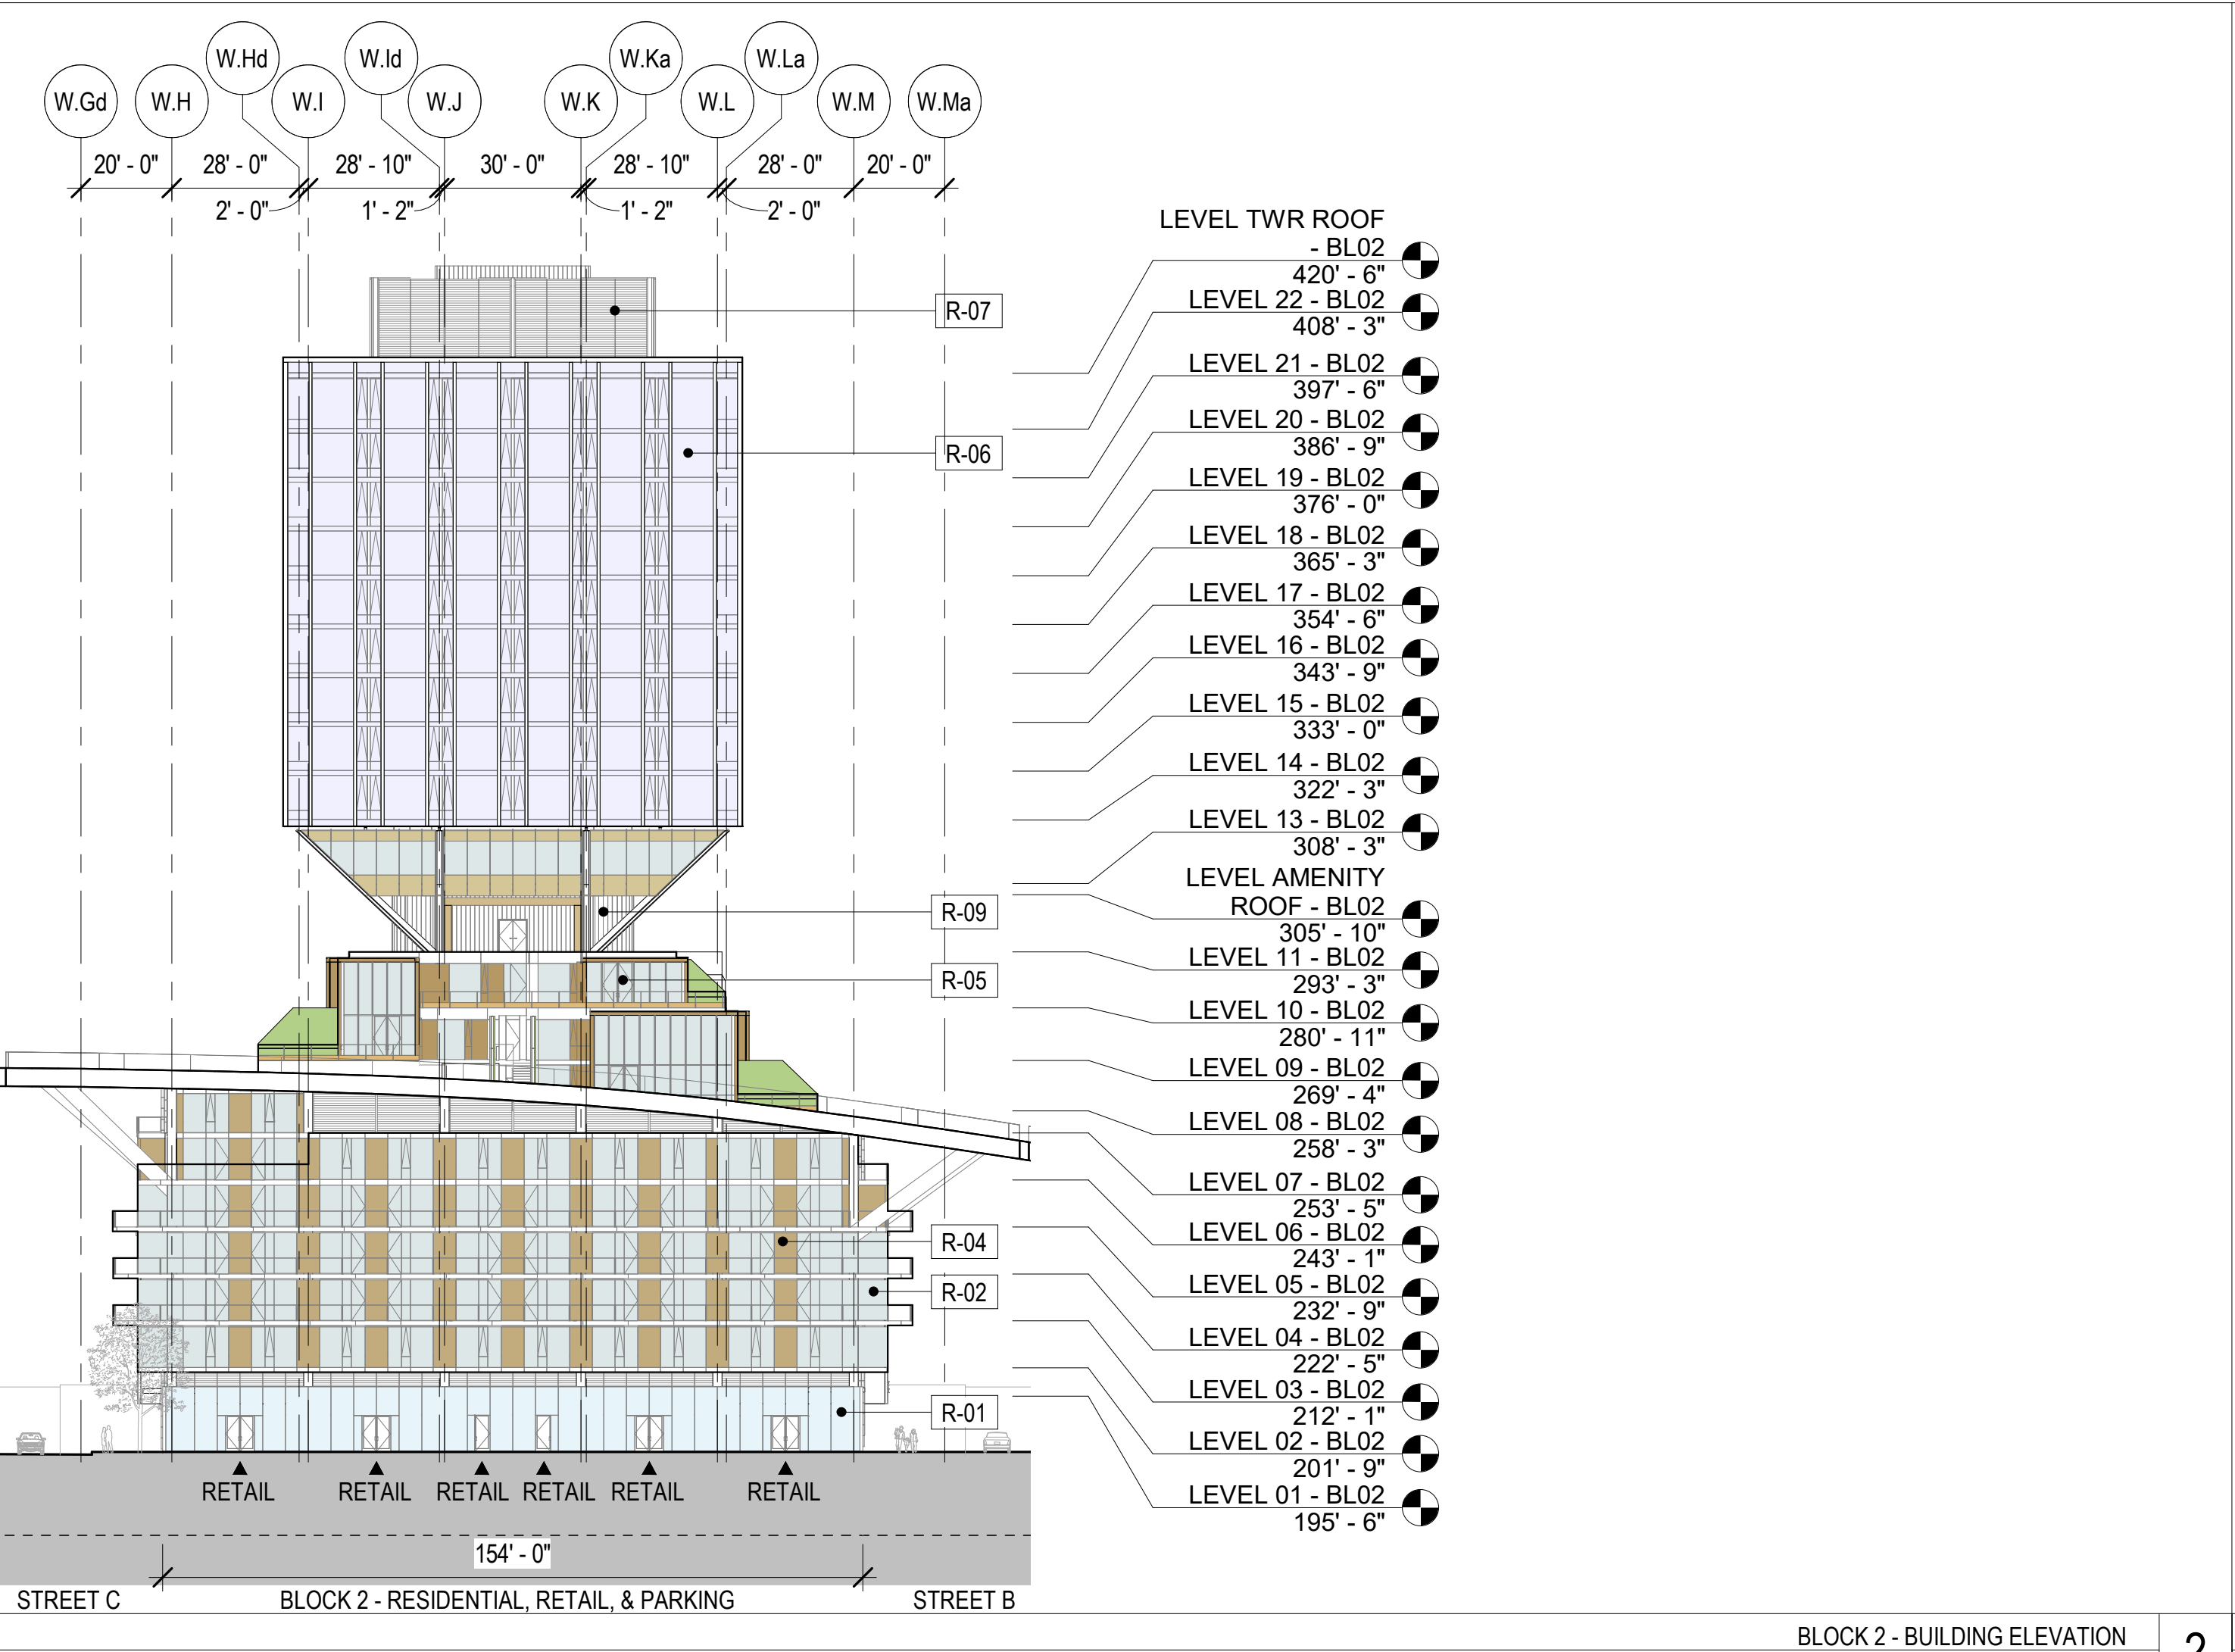 W.Hd W.Id W.Ka W.La
W.Gd W.H W.I W.J W.K W.L W.M W.Ma
20' - 0" 28' - 0" 28' - 10" 30' - 0" 28' - 10" 28' - 0" 20' - 0"
2' - 0" 1' - 2" 1' - 2" 2' - 0"
R-07
R-06
R-09
R-05
R-04
R-02
R-01
LEVEL TWR ROOF
- BL02
420' - 6"
LEVEL 22 - BL02
408' - 3"
LEVEL 21 - BL02
397' - 6"
LEVEL 20 - BL02
386' - 9"
LEVEL 19 - BL02
376' - 0"
LEVEL 18 - BL02
365' - 3"
LEVEL 17 - BL02
354' - 6"
LEVEL 16 - BL02
343' - 9"
LEVEL 15 - BL02
333' - 0"
LEVEL 14 - BL02
322' - 3"
LEVEL 13 - BL02
308' - 3"
LEVEL AMENITY
ROOF - BL02
305' - 10"
LEVEL 11 - BL02
293' - 3"
LEVEL 10 - BL02
280' - 11"
LEVEL 09 - BL02
269' - 4"
LEVEL 08 - BL02
258' - 3"
LEVEL 07 - BL02
253' - 5"
LEVEL 06 - BL02
243' - 1"
LEVEL 05 - BL02
232' - 9"
LEVEL 04 - BL02
222' - 5"
LEVEL 03 - BL02
212' - 1"
LEVEL 02 - BL02
201' - 9"
LEVEL 01 - BL02
195' - 6"
RETAIL RETAIL RETAIL RETAIL RETAIL RETAIL
154' - 0"
STREET C BLOCK 2 - RESIDENTIAL, RETAIL, & PARKING STREET B
BLOCK 2 - BUILDING ELEVATION
2